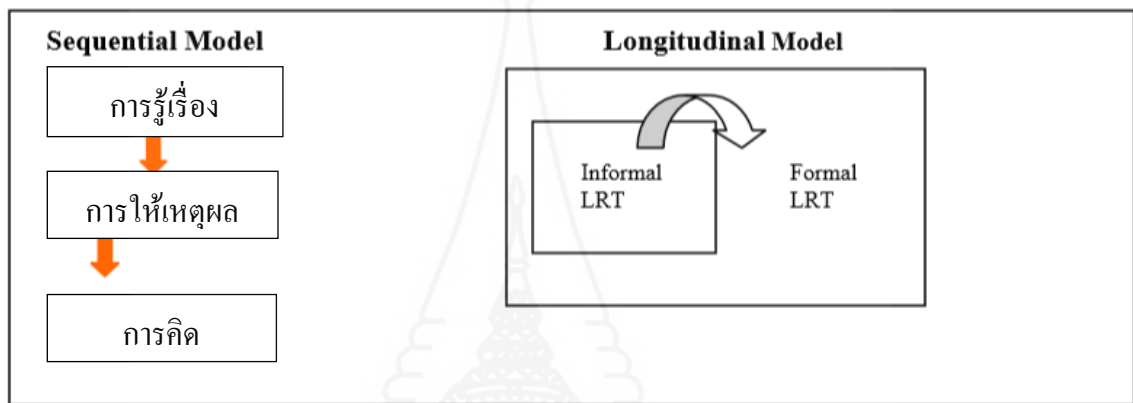 Sequential Model
การรู้เรื่อง
การให้เหตุผล
การคิด
Longitudinal Model
Informal
LRT
Formal
LRT